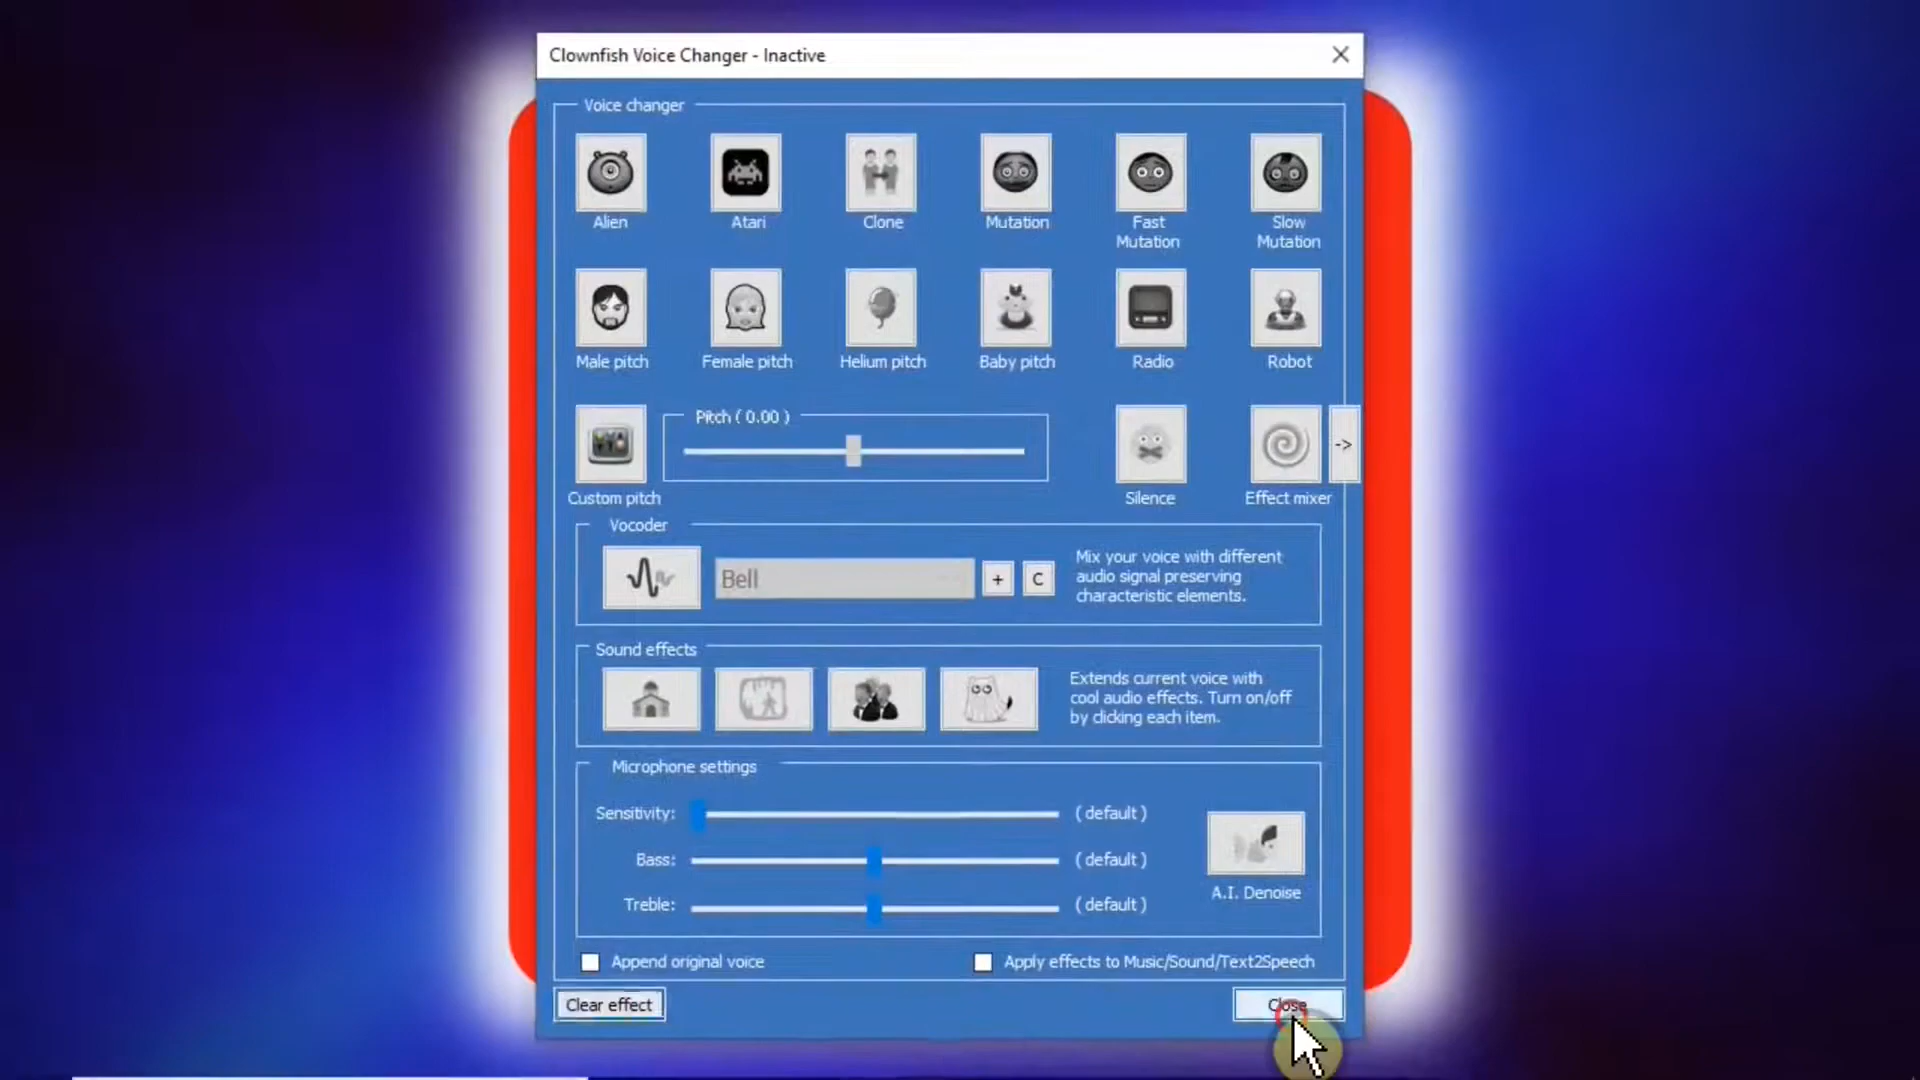 Clownfish Voice Changer - Inactive
Voice changer
Alien
Atari
Clone
Mutation
Fast
Mutation
Slow
Mutation
Male pitch
Female pitch
Helium pitch
Baby pitch
Radio
Robot
Pitch ( 0.00 )
->
Custom pitch
Silence
Effect mixer
Vocoder
Bell
+
C
Mix your voice with different
audio signal preserving
characteristic elements.
Sound effects
Extends current voice with
cool audio effects. Turn on/off
by clicking each item.
Microphone settings
Sensitivity:
( default )
Bass:
( default )
Treble:
( default )
A.I. Denoise
Append original voice
Apply effects to Music/Sound/Text2Speech
Clear effect
Close